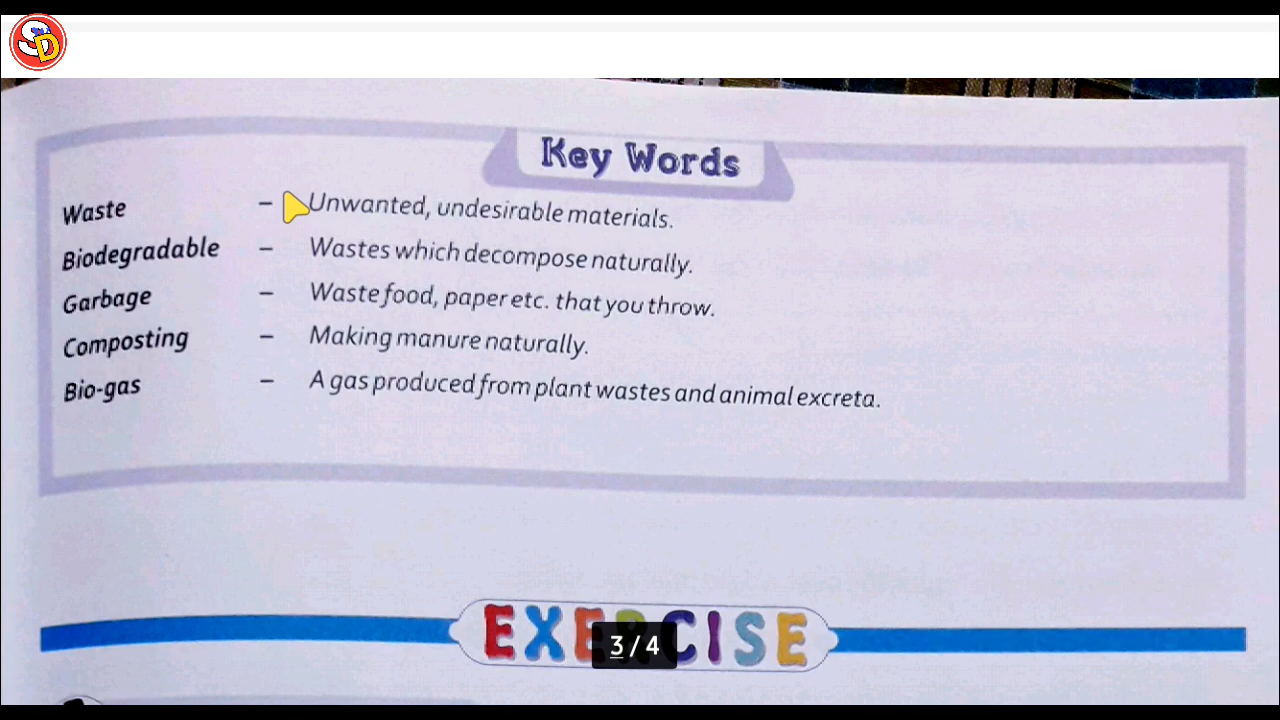 SD
Key Words
Waste – Unwanted, undesirable materials.
Biodegradable – Wastes which decompose naturally.
Garbage – Waste food, paper etc. that you throw.
Composting – Making manure naturally.
Bio-gas – A gas produced from plant wastes and animal excreta.
EXERCISE
3 / 4